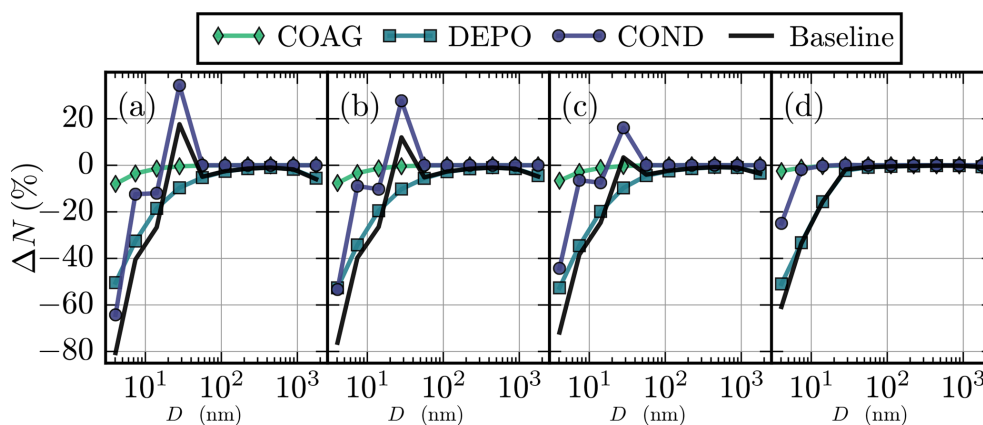 COAG DEPO COND Baseline
(a) (b) (c) (d)
20
0
−20
−40
−60
−80
ΔN (%)
10¹ 10² 10³ 10¹ 10² 10³ 10¹ 10² 10³ 10¹ 10² 10³
D (nm) D (nm) D (nm) D (nm)